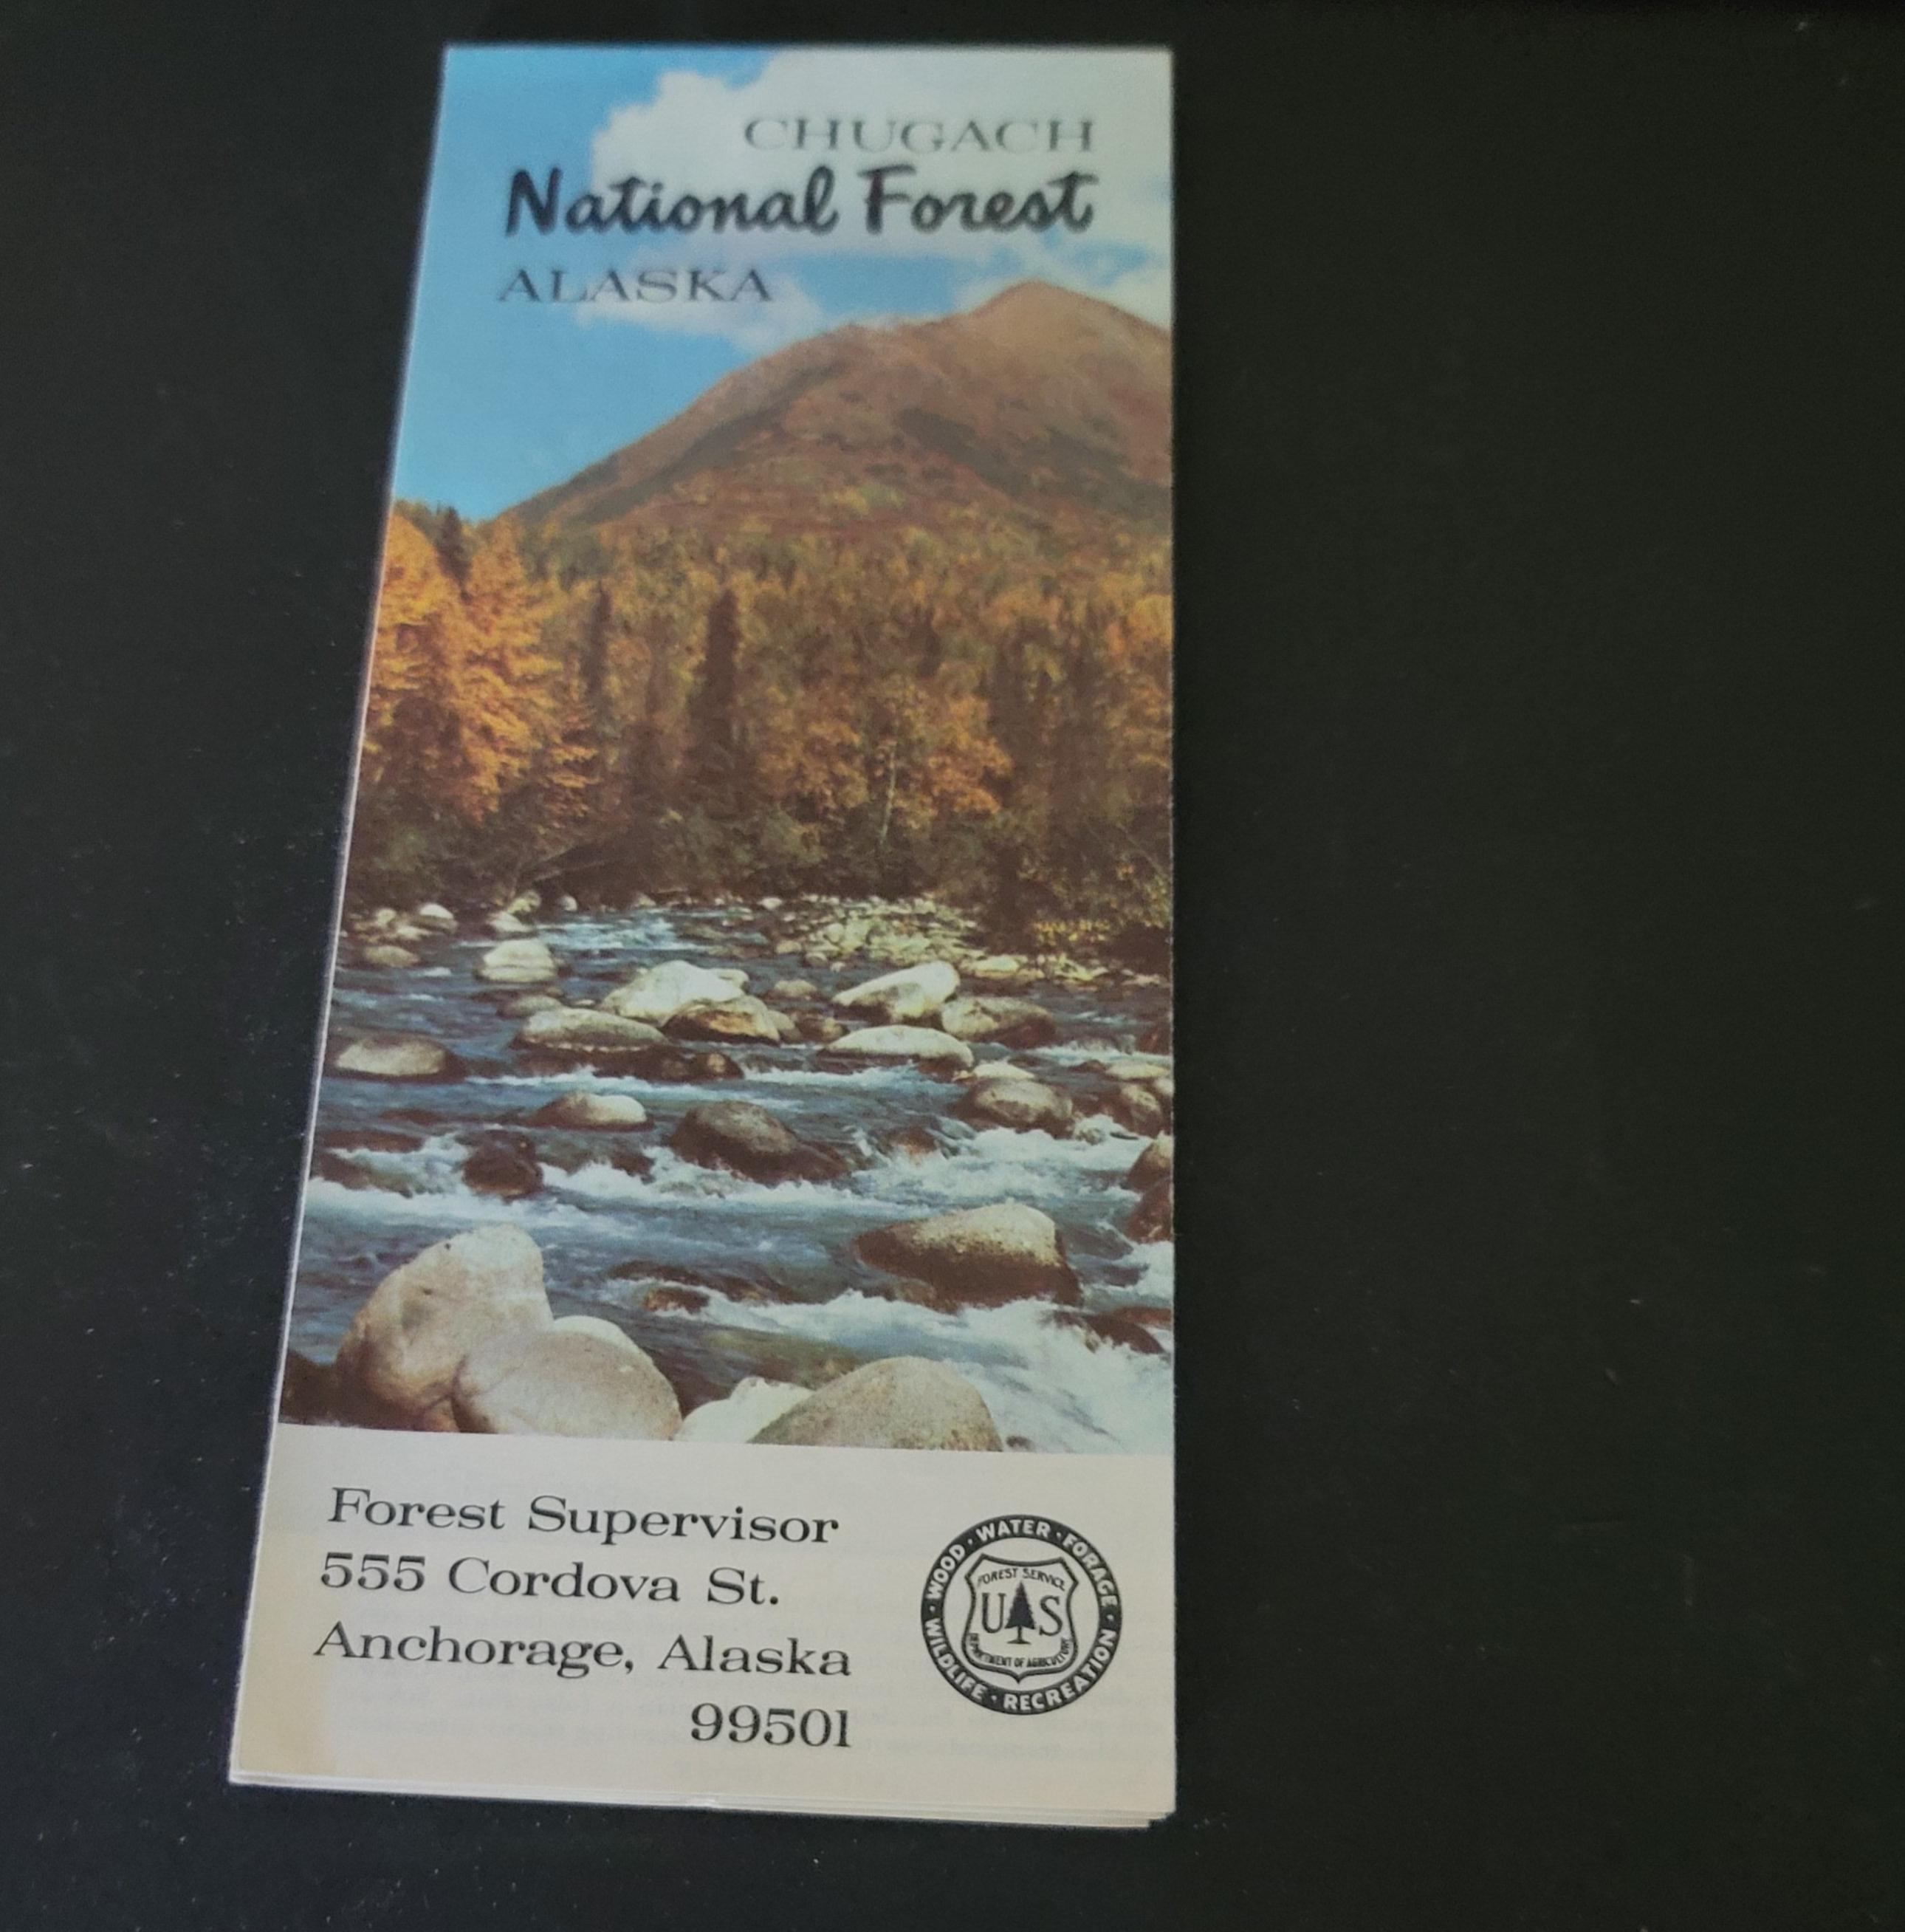 CHUGACH
National Forest
ALASKA
Forest Supervisor
555 Cordova St.
Anchorage, Alaska
99501
WOOD · WATER · FORAGE · RECREATION · WILDLIFE ·
FOREST SERVICE
U S
DEPARTMENT OF AGRICULTURE